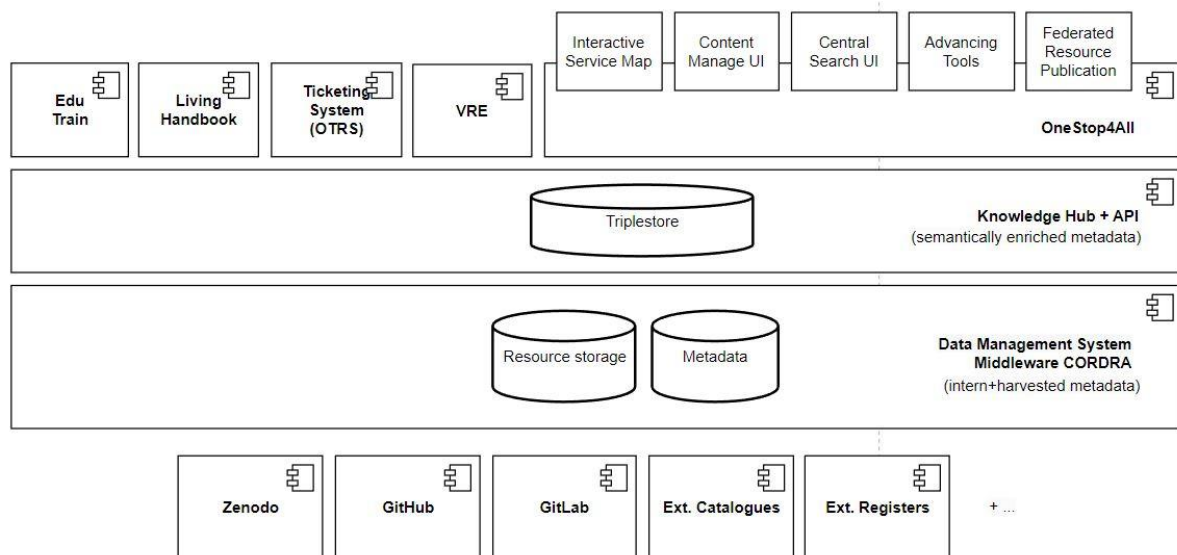 Interactive
Service Map
Content
Manage UI
Central
Search UI
Advancing
Tools
Federated
Resource
Publication
Edu
Train
Living
Handbook
Ticketing
System
(OTRS)
VRE
OneStop4All
Triplestore
Knowledge Hub + API
(semantically enriched metadata)
Resource storage
Metadata
Data Management System
Middleware CORDRA
(intern+harvested metadata)
Zenodo
GitHub
GitLab
Ext. Catalogues
Ext. Registers
+ ...